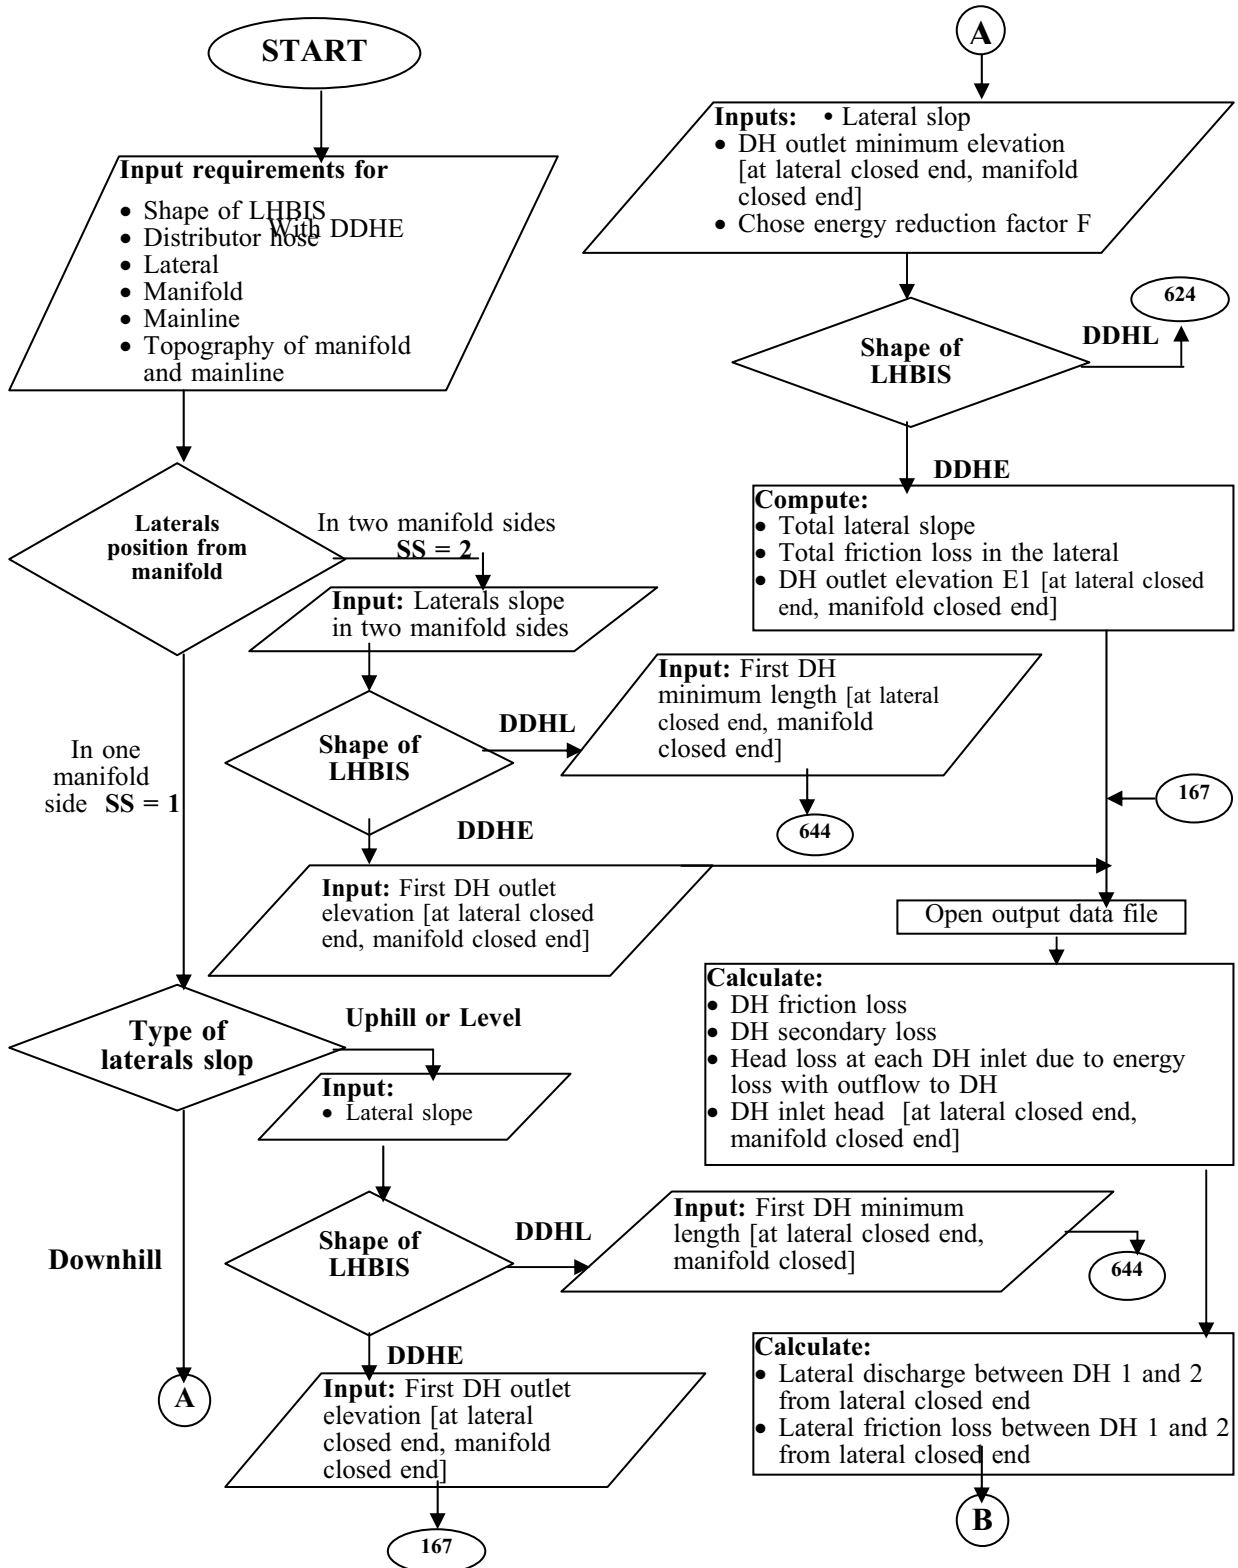 START
Input requirements for
With DDHE
• Shape of LHBIS
• Distributor hose
• Lateral
• Manifold
• Mainline
• Topography of manifold
and mainline
Laterals
position from
manifold
In two manifold sides
SS = 2
Input: Laterals slope
in two manifold sides
Shape of
LHBIS
DDHL
Input: First DH
minimum length [at lateral
closed end, manifold
closed end]
644
DDHE
Input: First DH outlet
elevation [at lateral closed
end, manifold closed end]
In one
manifold
side SS = 1
Type of
laterals slop
Uphill or Level
Input:
• Lateral slope
Shape of
LHBIS
DDHL
Input: First DH minimum
length [at lateral closed end,
manifold closed]
644
DDHE
Input: First DH outlet
elevation [at lateral
closed end, manifold
closed end]
167
Downhill
A
A
Inputs: • Lateral slop
• DH outlet minimum elevation
[at lateral closed end, manifold
closed end]
• Chose energy reduction factor F
Shape of
LHBIS
DDHL
624
DDHE
Compute:
• Total lateral slope
• Total friction loss in the lateral
• DH outlet elevation E1 [at lateral closed
end, manifold closed end]
167
Open output data file
Calculate:
• DH friction loss
• DH secondary loss
• Head loss at each DH inlet due to energy
loss with outflow to DH
• DH inlet head [at lateral closed end,
manifold closed end]
Calculate:
• Lateral discharge between DH 1 and 2
from lateral closed end
• Lateral friction loss between DH 1 and 2
from lateral closed end
B